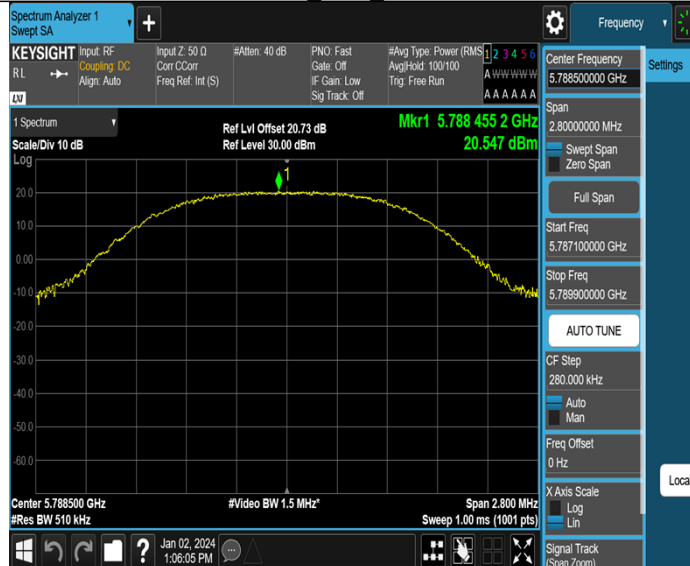 Spectrum Analyzer 1
Swept SA
Frequency
KEYSIGHT
RL
LXI
Input: RF
Coupling: DC
Align: Auto
Input Z: 50 Ω
Corr CCorr
Freq Ref: Int (S)
#Atten: 40 dB
PNO: Fast
Gate: Off
IF Gain: Low
Sig Track: Off
#Avg Type: Power (RMS
Avg|Hold: 100/100
Trig: Free Run
1 2 3 4 5 6
A W W W W W
A A A A A A
1 Spectrum
Scale/Div 10 dB
Ref Lvl Offset 20.73 dB
Ref Level 30.00 dBm
Mkr1 5.788 455 2 GHz
20.547 dBm
Log
1
20.0
10.0
0.00
-10.0
-20.0
-30.0
-40.0
-50.0
-60.0
Center 5.788500 GHz
#Res BW 510 kHz
#Video BW 1.5 MHz*
Span 2.800 MHz
Sweep 1.00 ms (1001 pts)
Jan 02, 2024
1:06:05 PM
Center Frequency
5.788500000 GHz
Span
2.80000000 MHz
Swept Span
Zero Span
Full Span
Start Freq
5.787100000 GHz
Stop Freq
5.789900000 GHz
AUTO TUNE
CF Step
280.000 kHz
Auto
Man
Freq Offset
0 Hz
X Axis Scale
Log
Lin
Signal Track
(Span Zoom)
Settings
Loca